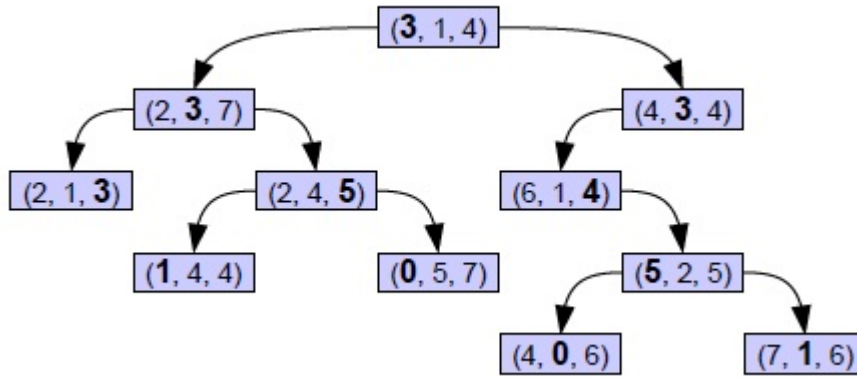 (3, 1, 4)
(2, 3, 7) (4, 3, 4)
(2, 1, 3) (2, 4, 5) (6, 1, 4)
(1, 4, 4) (0, 5, 7) (5, 2, 5)
(4, 0, 6) (7, 1, 6)